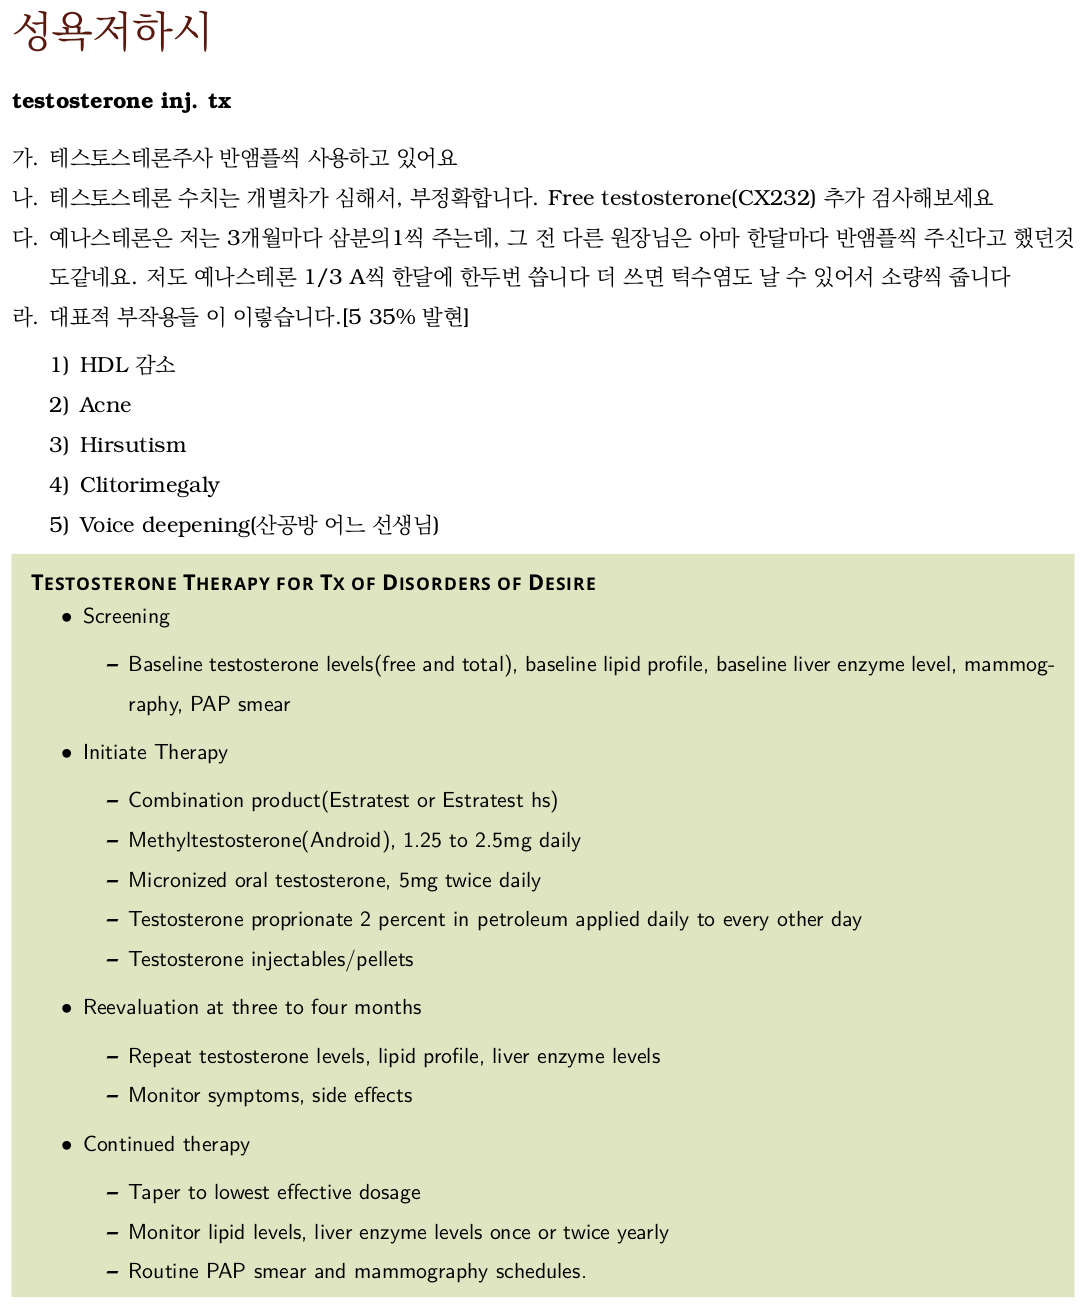 성욕저하시
testosterone inj. tx
가. 테스토스테론주사 반앰플씩 사용하고 있어요
나. 테스토스테론 수치는 개별차가 심해서, 부정확합니다. Free testosterone(CX232) 추가 검사해보세요
다. 예나스테론은 저는 3개월마다 삼분의1씩 주는데, 그 전 다른 원장님은 아마 한달마다 반앰플씩 주신다고 했던것
도같네요. 저도 예나스테론 1/3 A씩 한달에 한두번 씁니다 더 쓰면 턱수염도 날 수 있어서 소량씩 줍니다
라. 대표적 부작용들 이 이렇습니다.[5 35% 발현]
1) HDL 감소
2) Acne
3) Hirsutism
4) Clitorimegaly
5) Voice deepening(산공방 어느 선생님)
TESTOSTERONE THERAPY FOR TX OF DISORDERS OF DESIRE
• Screening
– Baseline testosterone levels(free and total), baseline lipid profile, baseline liver enzyme level, mammog-
raphy, PAP smear
• Initiate Therapy
– Combination product(Estratest or Estratest hs)
– Methyltestosterone(Android), 1.25 to 2.5mg daily
– Micronized oral testosterone, 5mg twice daily
– Testosterone proprionate 2 percent in petroleum applied daily to every other day
– Testosterone injectables/pellets
• Reevaluation at three to four months
– Repeat testosterone levels, lipid profile, liver enzyme levels
– Monitor symptoms, side effects
• Continued therapy
– Taper to lowest effective dosage
– Monitor lipid levels, liver enzyme levels once or twice yearly
– Routine PAP smear and mammography schedules.